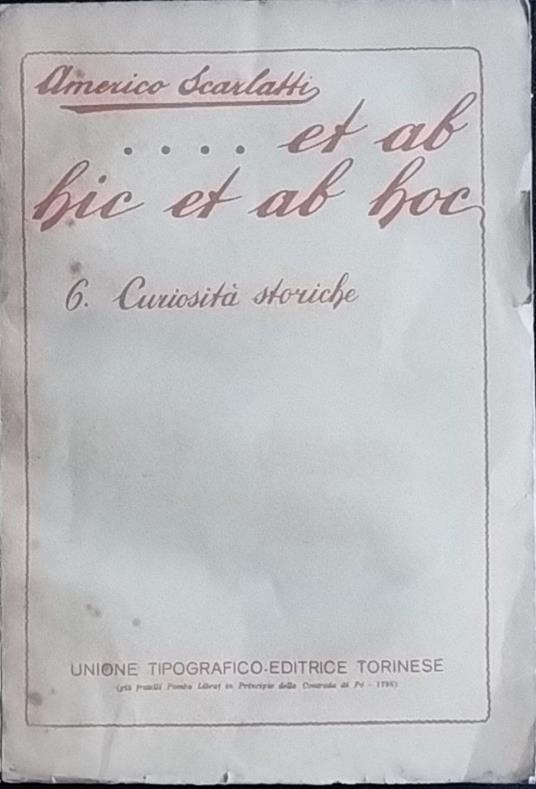 Americo Scarlatti
.... et ab
hic et ab hoc
6. Curiosità storiche
UNIONE TIPOGRAFICO-EDITRICE TORINESE
(già fratelli Pomba Libraj in Principio della Contrada di Po - 1796)